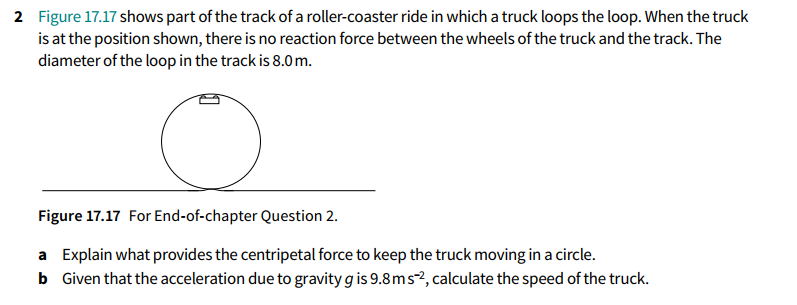 2 Figure 17.17 shows part of the track of a roller-coaster ride in which a truck loops the loop. When the truck
is at the position shown, there is no reaction force between the wheels of the truck and the track. The
diameter of the loop in the track is 8.0 m.
Figure 17.17 For End-of-chapter Question 2.
a Explain what provides the centripetal force to keep the truck moving in a circle.
b Given that the acceleration due to gravity g is 9.8 m s⁻², calculate the speed of the truck.